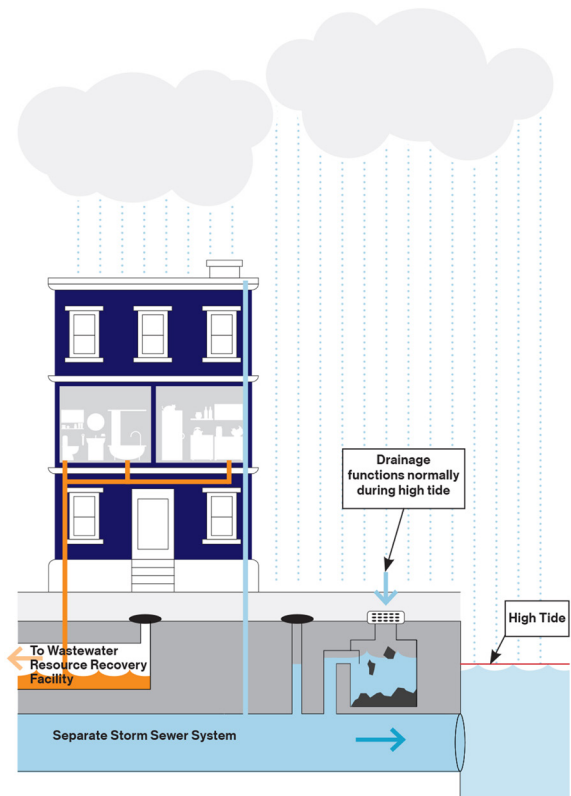 Drainage
functions normally
during high tide
High Tide
To Wastewater
Resource Recovery
Facility
Separate Storm Sewer System